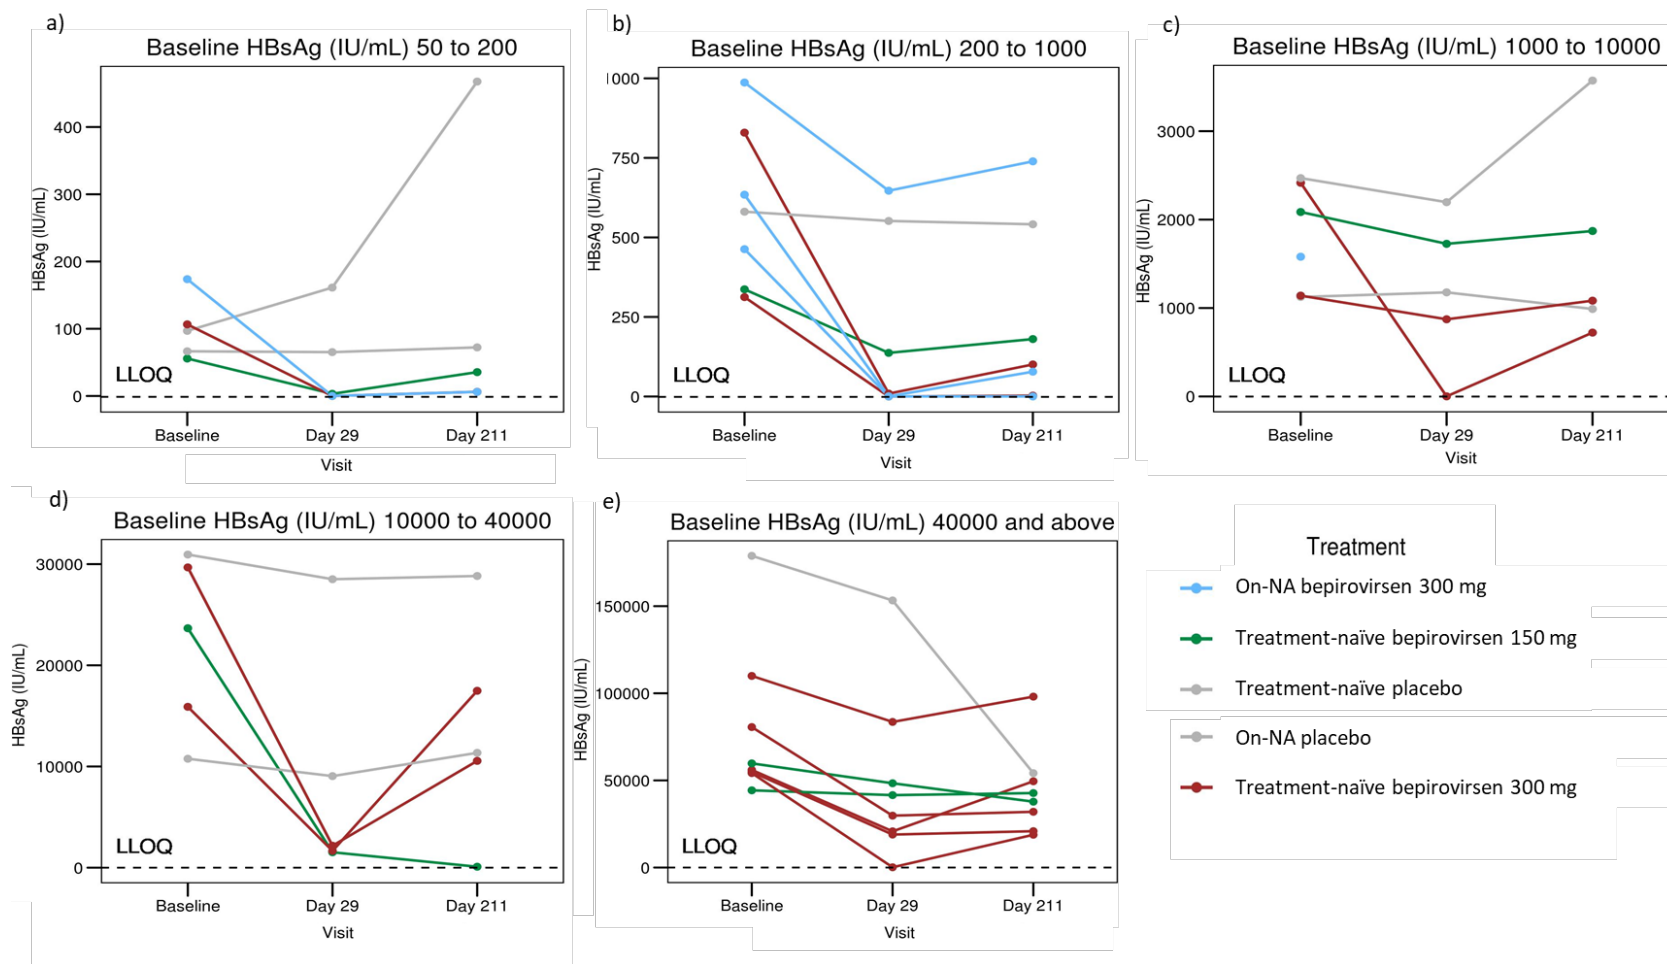 a)
Baseline HBsAg (IU/mL) 50 to 200
HBsAg (IU/mL)
400
300
200
100
0
LLOQ
Baseline
Day 29
Day 211
Visit
b)
Baseline HBsAg (IU/mL) 200 to 1000
HBsAg (IU/mL)
1000
750
500
250
0
LLOQ
Baseline
Day 29
Day 211
Visit
c)
Baseline HBsAg (IU/mL) 1000 to 10000
HBsAg (IU/mL)
3000
2000
1000
0
LLOQ
Baseline
Day 29
Day 211
Visit
d)
Baseline HBsAg (IU/mL) 10000 to 40000
HBsAg (IU/mL)
30000
20000
10000
0
LLOQ
Baseline
Day 29
Day 211
Visit
e)
Baseline HBsAg (IU/mL) 40000 and above
HBsAg (IU/mL)
150000
100000
50000
0
LLOQ
Baseline
Day 29
Day 211
Visit
Treatment
On-NA bepirovirsen 300 mg
Treatment-naïve bepirovirsen 150 mg
Treatment-naïve placebo
On-NA placebo
Treatment-naïve bepirovirsen 300 mg